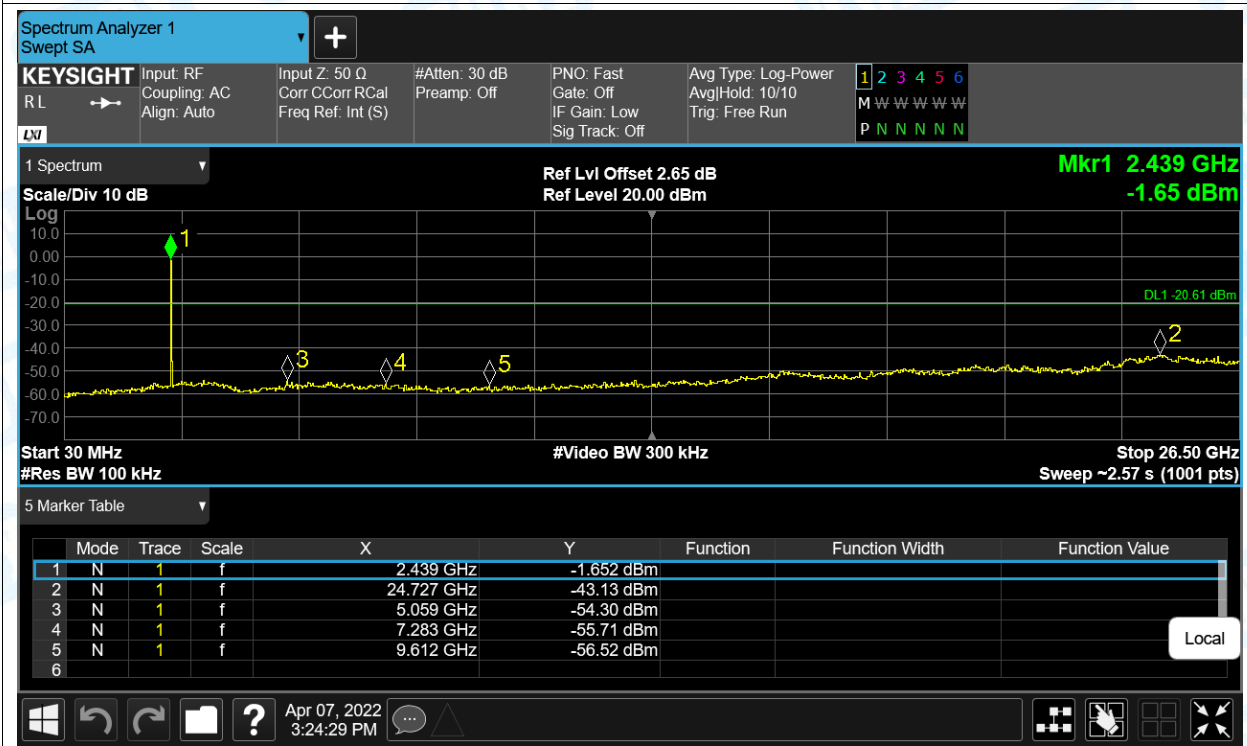 Spectrum Analyzer 1
Swept SA
KEYSIGHT Input: RF Input Z: 50 Ω #Atten: 30 dB PNO: Fast Avg Type: Log-Power 1 2 3 4 5 6
R L Coupling: AC Corr CCorr RCal Preamp: Off Gate: Off Avg|Hold: 10/10 M W W W W W W
Align: Auto Freq Ref: Int (S) IF Gain: Low Trig: Free Run
LXI Sig Track: Off P N N N N N
1 Spectrum Ref Lvl Offset 2.65 dB Mkr1 2.439 GHz
Scale/Div 10 dB Ref Level 20.00 dBm -1.65 dBm
Log
10.0 1
0.00
-10.0
-20.0 DL1 -20.61 dBm
-30.0
-40.0 2
-50.0 3 4 5
-60.0
-70.0
Start 30 MHz #Video BW 300 kHz Stop 26.50 GHz
#Res BW 100 kHz Sweep ~2.57 s (1001 pts)
5 Marker Table
Mode Trace Scale X Y Function Function Width Function Value
1 N 1 f 2.439 GHz -1.652 dBm
2 N 1 f 24.727 GHz -43.13 dBm
3 N 1 f 5.059 GHz -54.30 dBm
4 N 1 f 7.283 GHz -55.71 dBm
5 N 1 f 9.612 GHz -56.52 dBm
6
Local
? Apr 07, 2022
3:24:29 PM